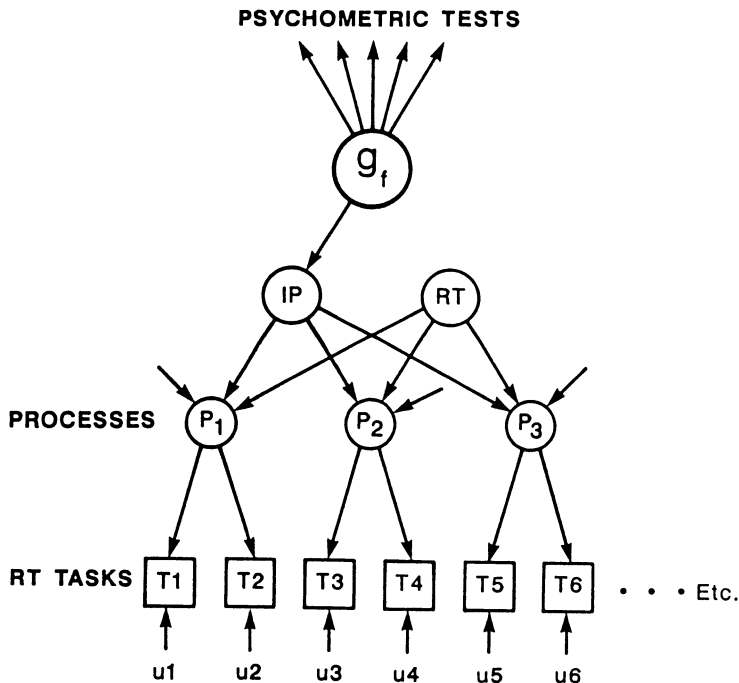 PSYCHOMETRIC TESTS
gf
IP RT
PROCESSES P1 P2 P3
RT TASKS T1 T2 T3 T4 T5 T6 . . . Etc.
u1 u2 u3 u4 u5 u6